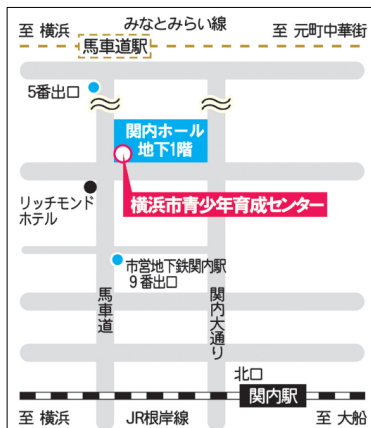 みなとみらい線
至 横浜
至 元町中華街
馬車道駅
5番出口
関内ホール
地下1階
横浜市青少年育成センター
リッチモンド
ホテル
市営地下鉄関内駅
9番出口
馬車道
関内大通り
北口
関内駅
至 横浜
JR根岸線
至 大船